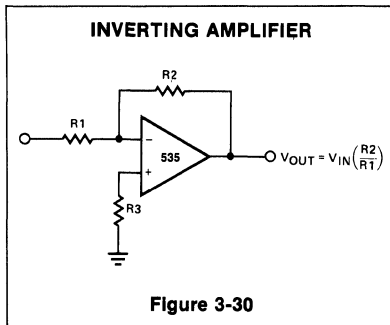 INVERTING AMPLIFIER
R2
R1
−
535
+
R3
VOUT = VIN(R2/R1)
Figure 3-30